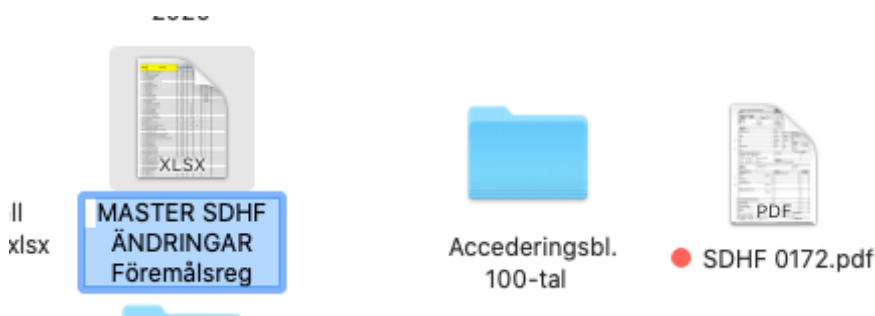 XLSX
ll
xlsx
MASTER SDHF
ÄNDRINGAR
Föremålsreg
Accederingsbl.
100-tal
PDF
SDHF 0172.pdf